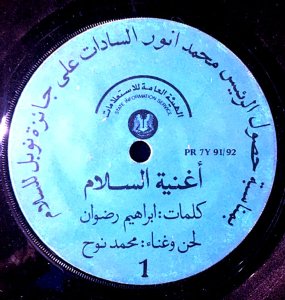 بمناسبة حصول الرئيس محمد انور السادات على جائزة نوبل للسلام
الهيئة العامة للاستعلامات
STATE INFORMATION SERVICE
PR 7Y 91/92
أغنية السلام
كلمات: ابراهيم رضوان
لحن وغناء: محمد نوح
1